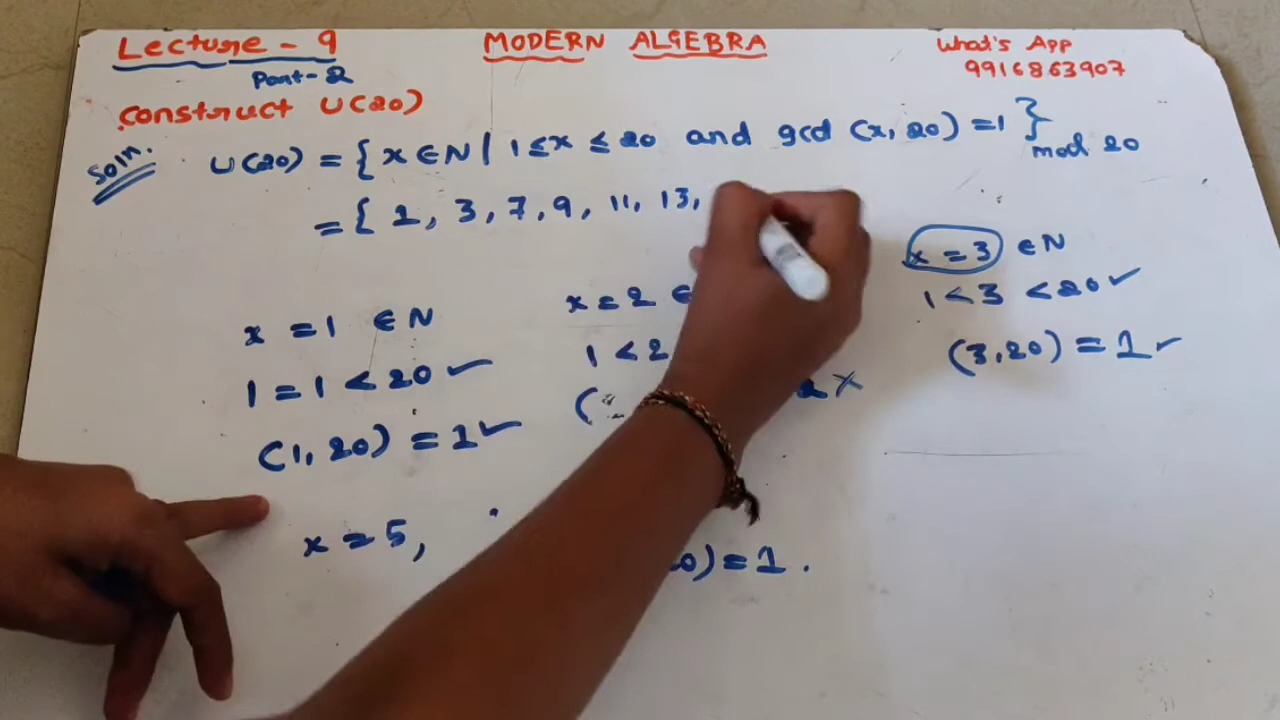 Lecture - 9
Part-2
MODERN ALGEBRA
What's App
9916863907
Construct U(20)
Soln.
U(20) = { x ∈ N | 1 ≤ x ≤ 20 and gcd (x, 20) = 1 } mod 20
= { 1, 3, 7, 9, 11, 13,
x = 1 ∈ N
1 = 1 < 20 ✓
(1, 20) = 1 ✓
x = 2 ∈
1 < 2
(
2 ×
x = 3 ∈ N
1 < 3 < 20 ✓
(3, 20) = 1 ✓
x = 5,
0) = 1 .